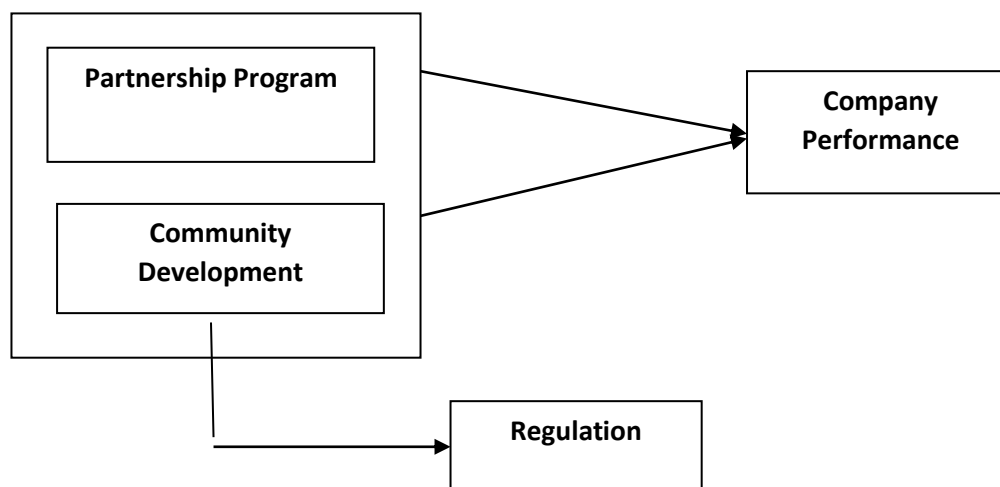 Partnership Program
Company
Performance
Community
Development
Regulation